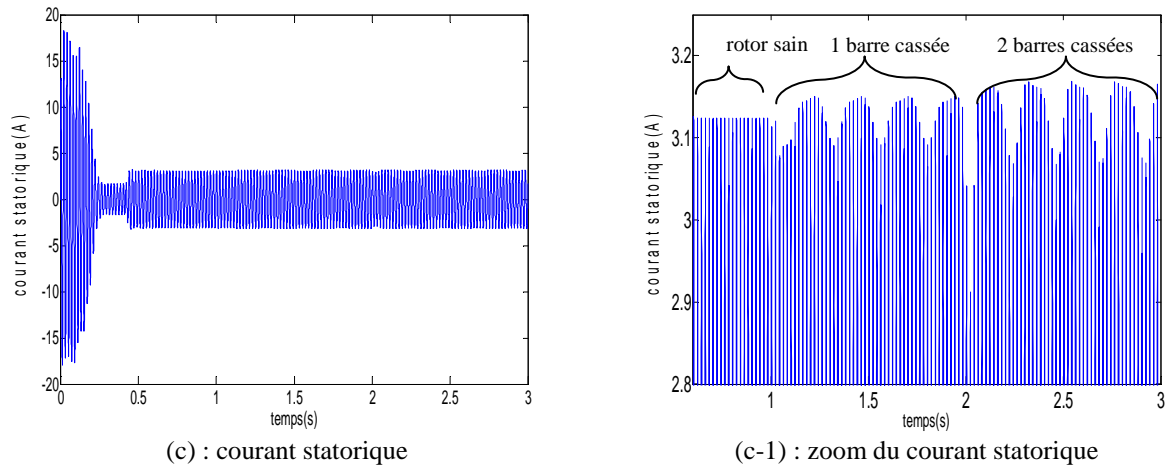 20
15
10
5
0
-5
-10
-15
-20
courant statorique(A)
0 0.5 1 1.5 2 2.5 3
temps(s)
(c) : courant statorique
3.2
3.1
3
2.9
2.8
courant statorique(A)
rotor sain
1 barre cassée
2 barres cassées
1 1.5 2 2.5 3
temps(s)
(c-1) : zoom du courant statorique